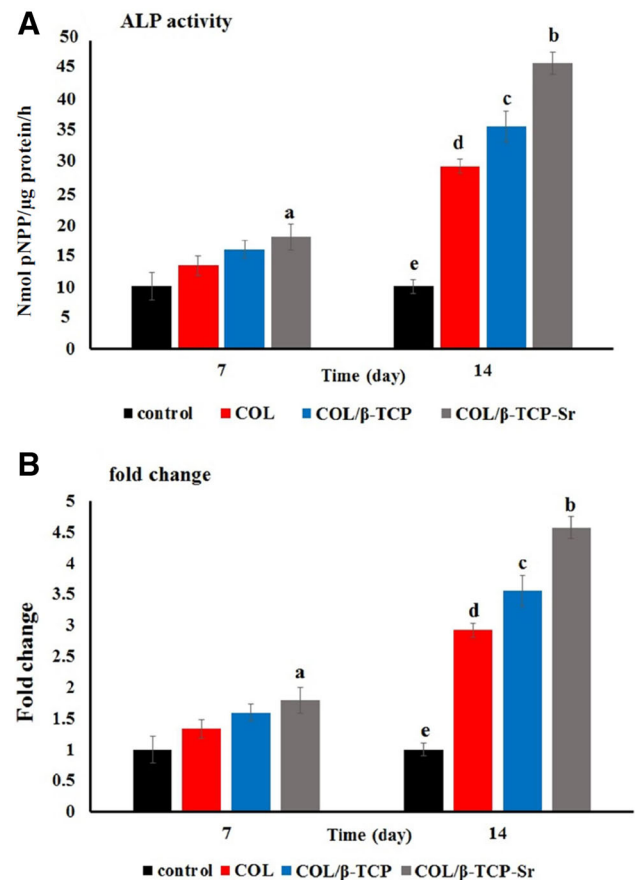 A
ALP activity
Nmol pNPP/µg protein/h
50
45
40
35
30
25
20
15
10
5
0
a
e
d
c
b
7
Time (day)
14
control COL COL/β-TCP COL/β-TCP-Sr
B
fold change
Fold change
5
4.5
4
3.5
3
2.5
2
1.5
1
0.5
0
a
e
d
c
b
7
Time (day)
14
control COL COL/β-TCP COL/β-TCP-Sr